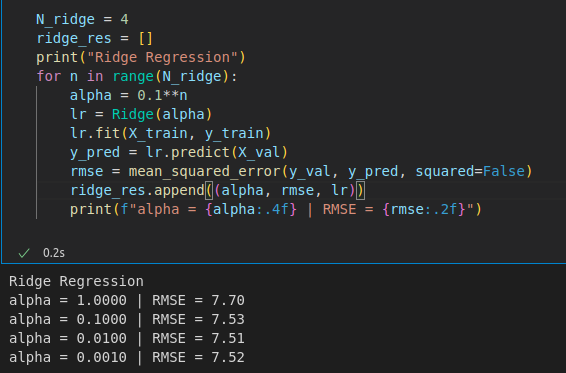 N_ridge = 4
ridge_res = []
print("Ridge Regression")
for n in range(N_ridge):
    alpha = 0.1**n
    lr = Ridge(alpha)
    lr.fit(X_train, y_train)
    y_pred = lr.predict(X_val)
    rmse = mean_squared_error(y_val, y_pred, squared=False)
    ridge_res.append((alpha, rmse, lr))
    print(f"alpha = {alpha:.4f} | RMSE = {rmse:.2f}")
0.2s
Ridge Regression
alpha = 1.0000 | RMSE = 7.70
alpha = 0.1000 | RMSE = 7.53
alpha = 0.0100 | RMSE = 7.51
alpha = 0.0010 | RMSE = 7.52